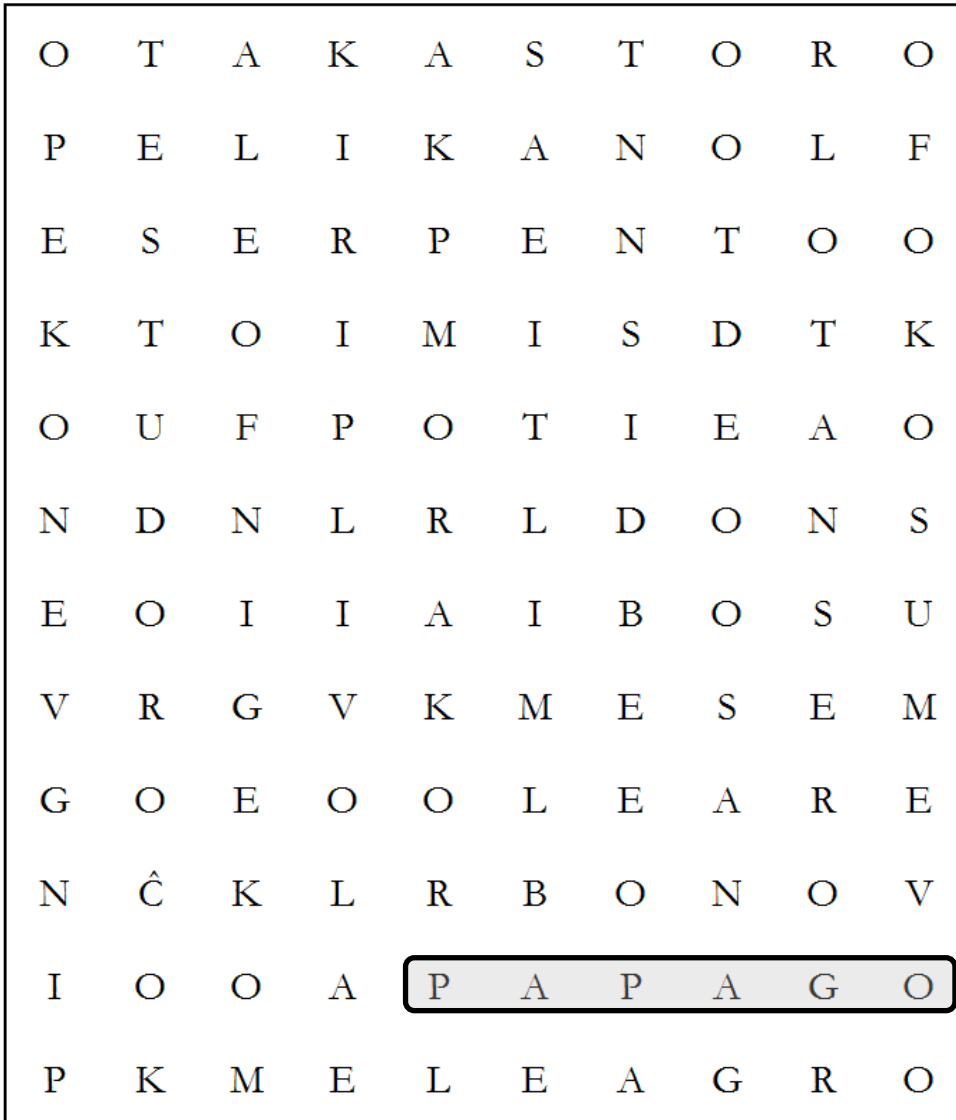 O T A K A S T O R O
P E L I K A N O L F
E S E R P E N T O O
K T O I M I S D T K
O U F P O T I E A O
N D N L R L D O N S
E O I I A I B O S U
V R G V K M E S E M
G O E O O L E A R E
N Ĉ K L R B O N O V
I O O A P A P A G O
P K M E L E A G R O